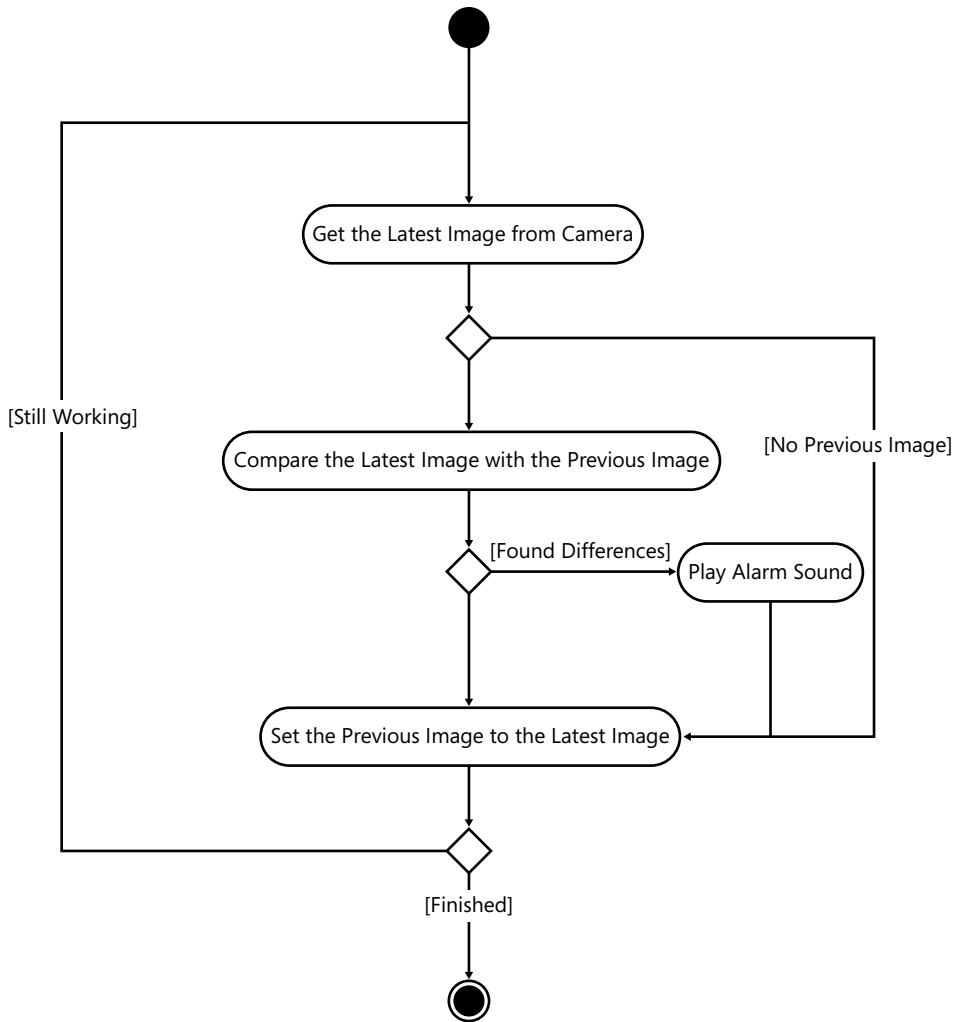 Get the Latest Image from Camera
[Still Working]
[No Previous Image]
Compare the Latest Image with the Previous Image
[Found Differences]
Play Alarm Sound
Set the Previous Image to the Latest Image
[Finished]